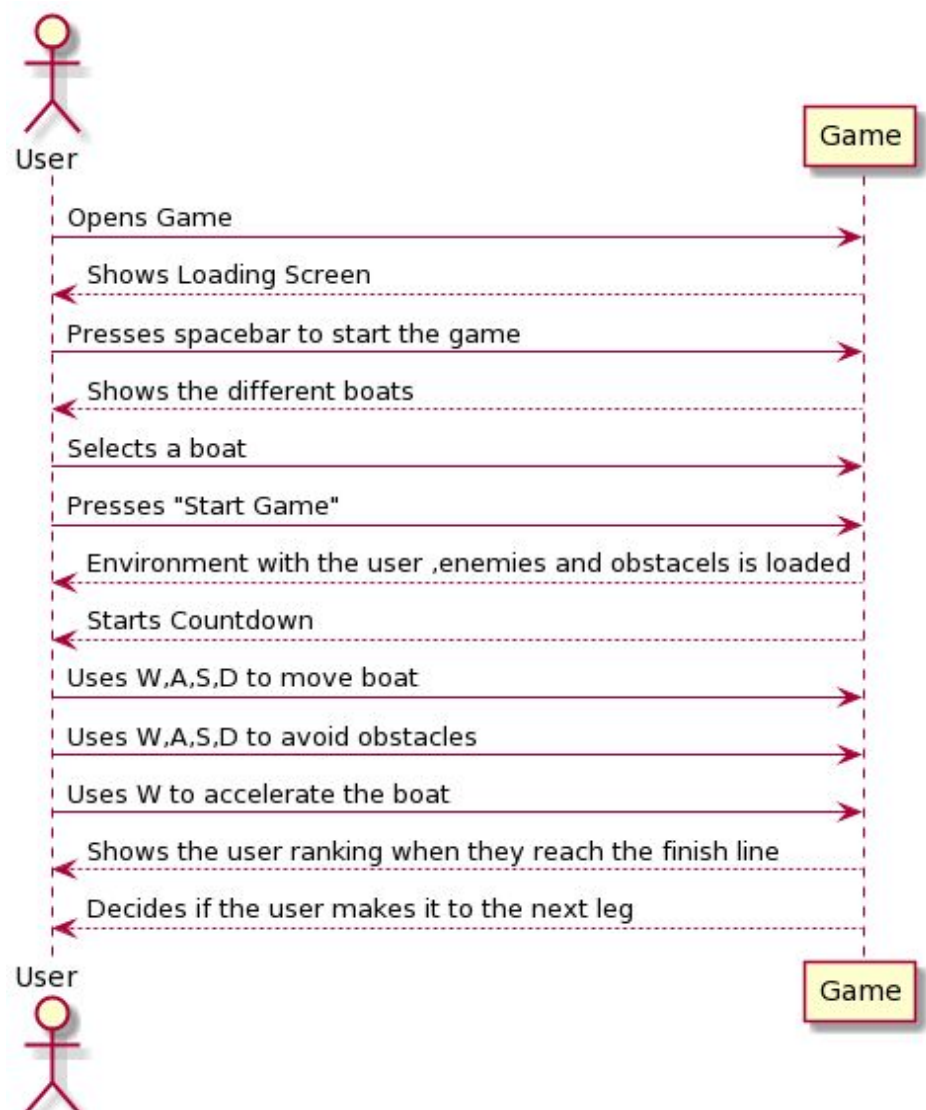 User
Game
Opens Game
Shows Loading Screen
Presses spacebar to start the game
Shows the different boats
Selects a boat
Presses "Start Game"
Environment with the user ,enemies and obstacels is loaded
Starts Countdown
Uses W,A,S,D to move boat
Uses W,A,S,D to avoid obstacles
Uses W to accelerate the boat
Shows the user ranking when they reach the finish line
Decides if the user makes it to the next leg
User
Game